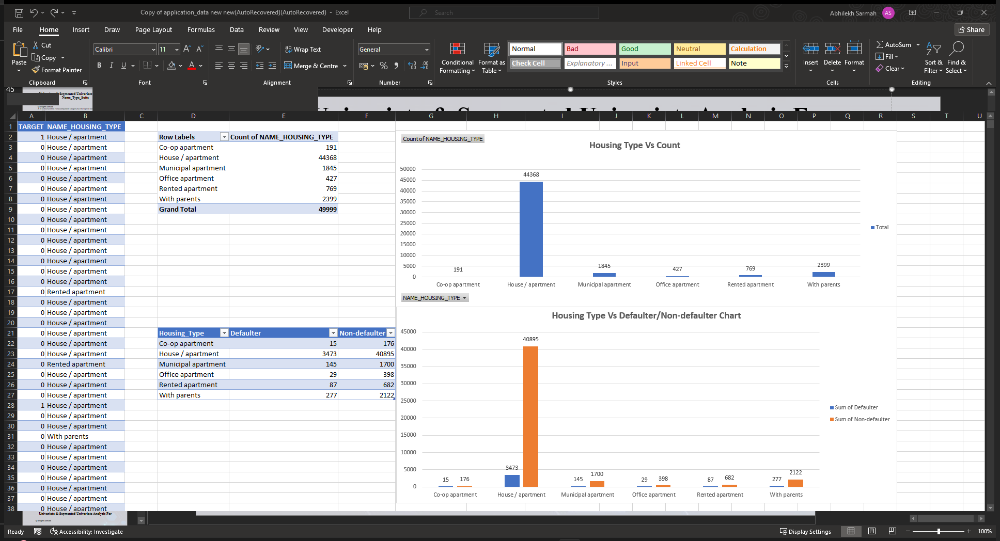 Copy of application_data new new(AutoRecovered)(AutoRecovered) - Excel
Search
Abhilekh Sarmah AS
File Home Insert Draw Page Layout Formulas Data Review View Developer Help
Share
Paste
Cut
Copy
Format Painter
Clipboard
Calibri 11
B I U
Font
Wrap Text
Merge & Centre
Alignment
General
Number
Conditional Formatting
Format as Table
Normal Bad Good Neutral Calculation
Check Cell Explanatory ... Input Linked Cell Note
Styles
Insert Delete Format
Cells
AutoSum
Fill
Clear
Sort & Filter
Find & Select
Editing
45
Name_Type_Suite
A B C D E F G H I J K L M N O P Q R S T U
1 TARGET NAME_HOUSING_TYPE
2 1 House / apartment
3 0 House / apartment
4 0 House / apartment
5 0 House / apartment
6 0 House / apartment
7 0 House / apartment
8 0 House / apartment
9 0 House / apartment
10 0 House / apartment
11 0 House / apartment
12 0 House / apartment
13 0 House / apartment
14 0 House / apartment
15 0 House / apartment
16 0 House / apartment
17 0 Rented apartment
18 0 House / apartment
19 0 House / apartment
20 0 House / apartment
21 0 House / apartment
22 0 House / apartment
23 0 House / apartment
24 0 Rented apartment
25 0 House / apartment
26 0 House / apartment
27 0 House / apartment
28 1 House / apartment
29 0 House / apartment
30 0 House / apartment
31 0 With parents
32 0 House / apartment
33 0 House / apartment
34 0 House / apartment
35 0 House / apartment
36 0 House / apartment
37 0 House / apartment
38 0 House / apartment
Row Labels Count of NAME_HOUSING_TYPE
Co-op apartment 191
House / apartment 44368
Municipal apartment 1845
Office apartment 427
Rented apartment 769
With parents 2399
Grand Total 49999
Housing_Type Defaulter Non-defaulter
Co-op apartment 15 176
House / apartment 3473 40895
Municipal apartment 145 1700
Office apartment 29 398
Rented apartment 87 682
With parents 277 2122
Count of NAME_HOUSING_TYPE
Housing Type Vs Count
50000
45000
40000
35000
30000
25000
20000
15000
10000
5000
0
191 44368 1845 427 769 2399
Co-op apartment House / apartment Municipal apartment Office apartment Rented apartment With parents
Total
NAME_HOUSING_TYPE
Housing Type Vs Defaulter/Non-defaulter Chart
45000
40000
35000
30000
25000
20000
15000
10000
5000
0
15 176 3473 40895 145 1700 29 398 87 682 277 2122
Co-op apartment House / apartment Municipal apartment Office apartment Rented apartment With parents
Sum of Defaulter
Sum of Non-defaulter
Univariate & Segmented Univariate Analysis For
Insights derived
Ready Accessibility: Investigate Display Settings 100%